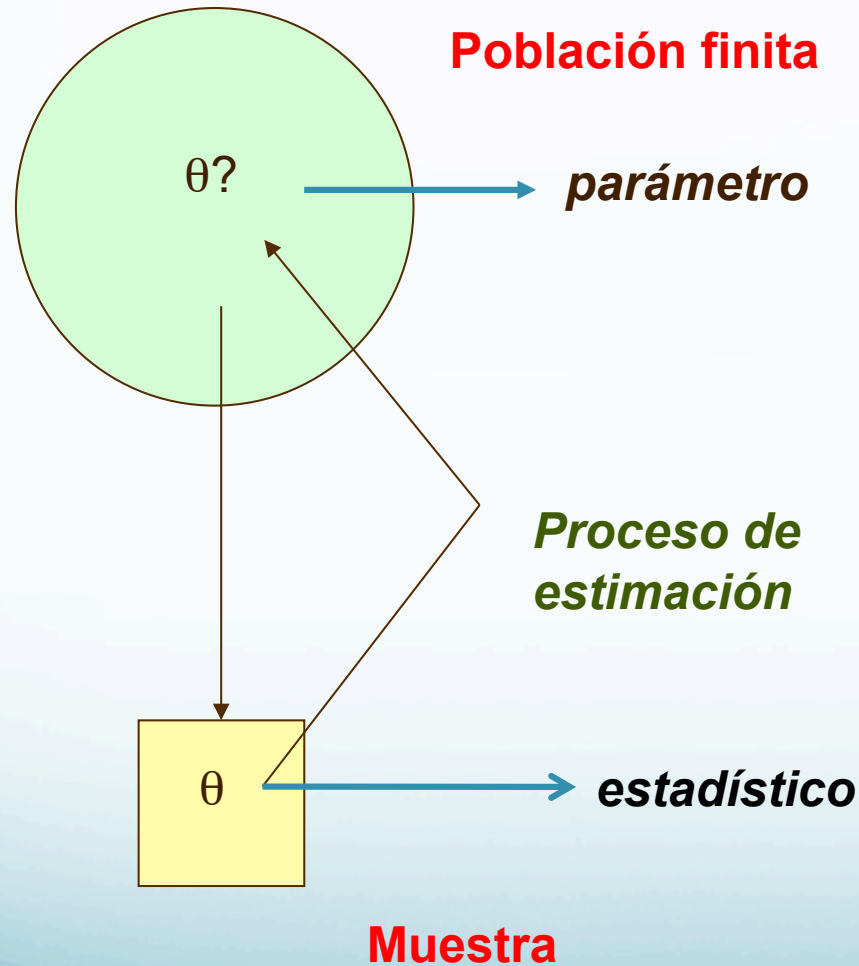 Población finita
θ?
parámetro
Proceso de
estimación
θ
estadístico
Muestra